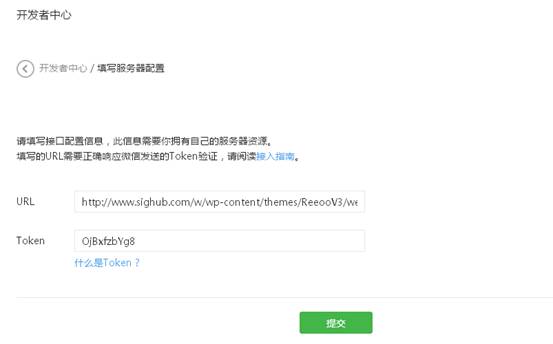 开发者中心
开发者中心 / 填写服务器配置
请填写接口配置信息，此信息需要你拥有自己的服务器资源。
填写的URL需要正确响应微信发送的Token验证，请阅读接入指南。
URL http://www.sighub.com/w/wp-content/themes/ReeooV3/we
Token OjBxfzbYg8
什么是Token？
提交